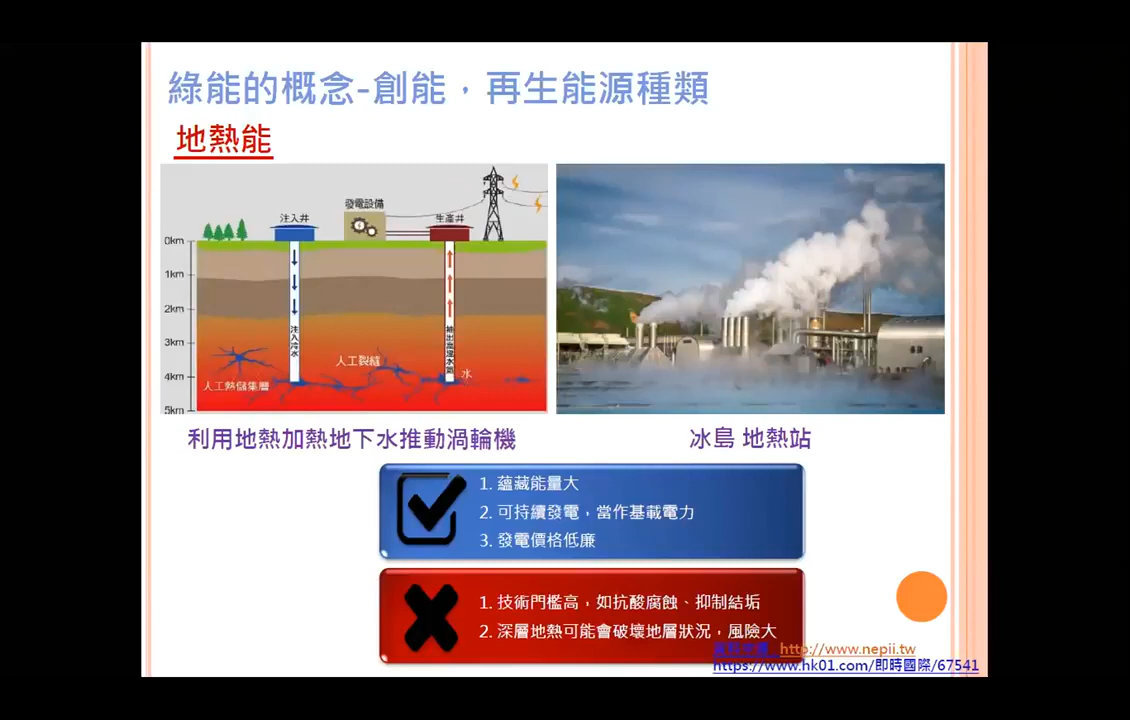 綠能的概念-創能，再生能源種類
地熱能
發電設備
注入井
生產井
0km
1km
2km
3km
4km
5km
注入冷水
抽出高溫水氣
人工裂縫
水
人工熱儲集層
利用地熱加熱地下水推動渦輪機
冰島 地熱站
1. 蘊藏能量大
2. 可持續發電，當作基載電力
3. 發電價格低廉
1. 技術門檻高，如抗酸腐蝕、抑制結垢
2. 深層地熱可能會破壞地層狀況，風險大
http://www.nepii.tw
https://www.hk01.com/即時國際/67541